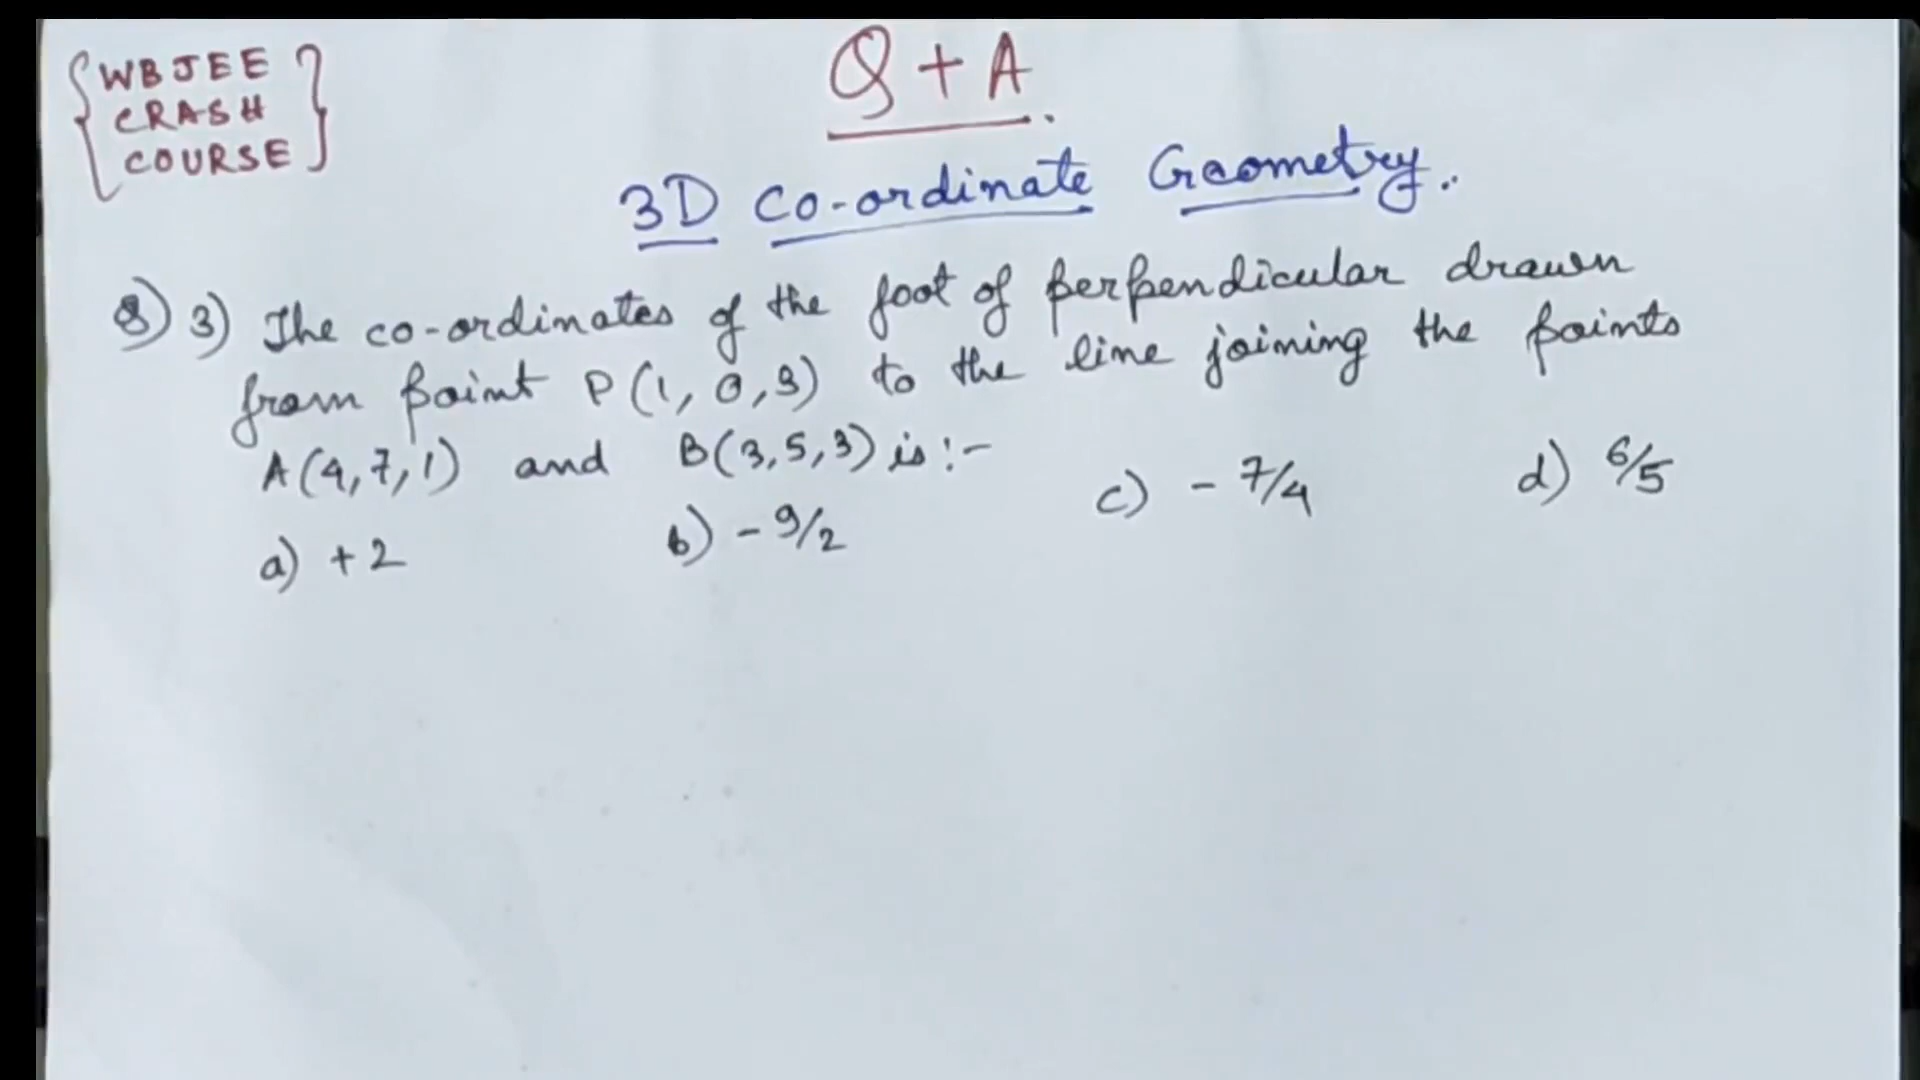 {WBJEE
CRASH
COURSE}
Q + A.
3D Co-ordinate Geometry..
Q) 3) The co-ordinates of the foot of perpendicular drawn
from point P(1, 0, 3) to the line joining the points
A(4, 7, 1) and B(3, 5, 3) is :-
a) + 2 b) - 9/2 c) - 7/4 d) 6/5